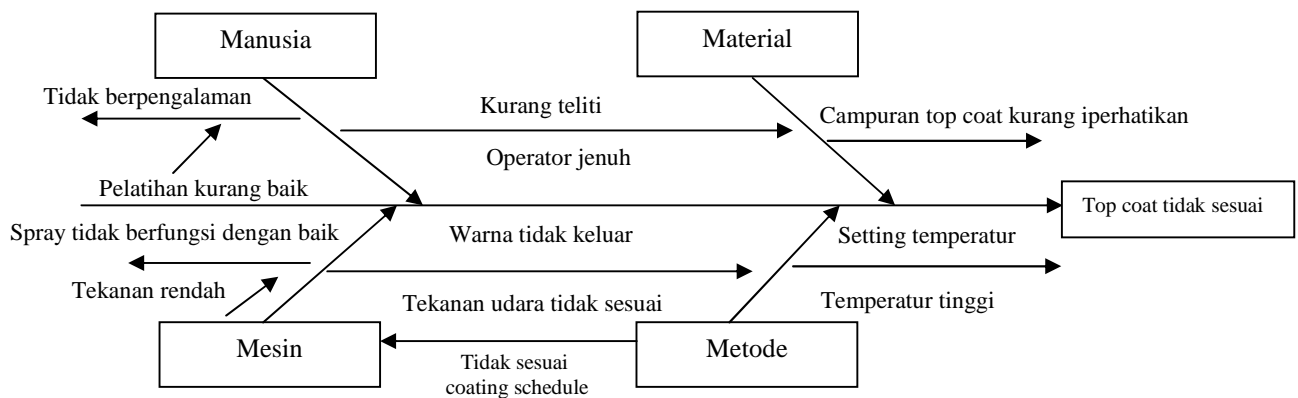 Manusia
Material
Tidak berpengalaman
Kurang teliti
Campuran top coat kurang iperhatikan
Operator jenuh
Pelatihan kurang baik
Top coat tidak sesuai
Spray tidak berfungsi dengan baik
Warna tidak keluar
Setting temperatur
Tekanan rendah
Tekanan udara tidak sesuai
Temperatur tinggi
Mesin
Metode
Tidak sesuai
coating schedule